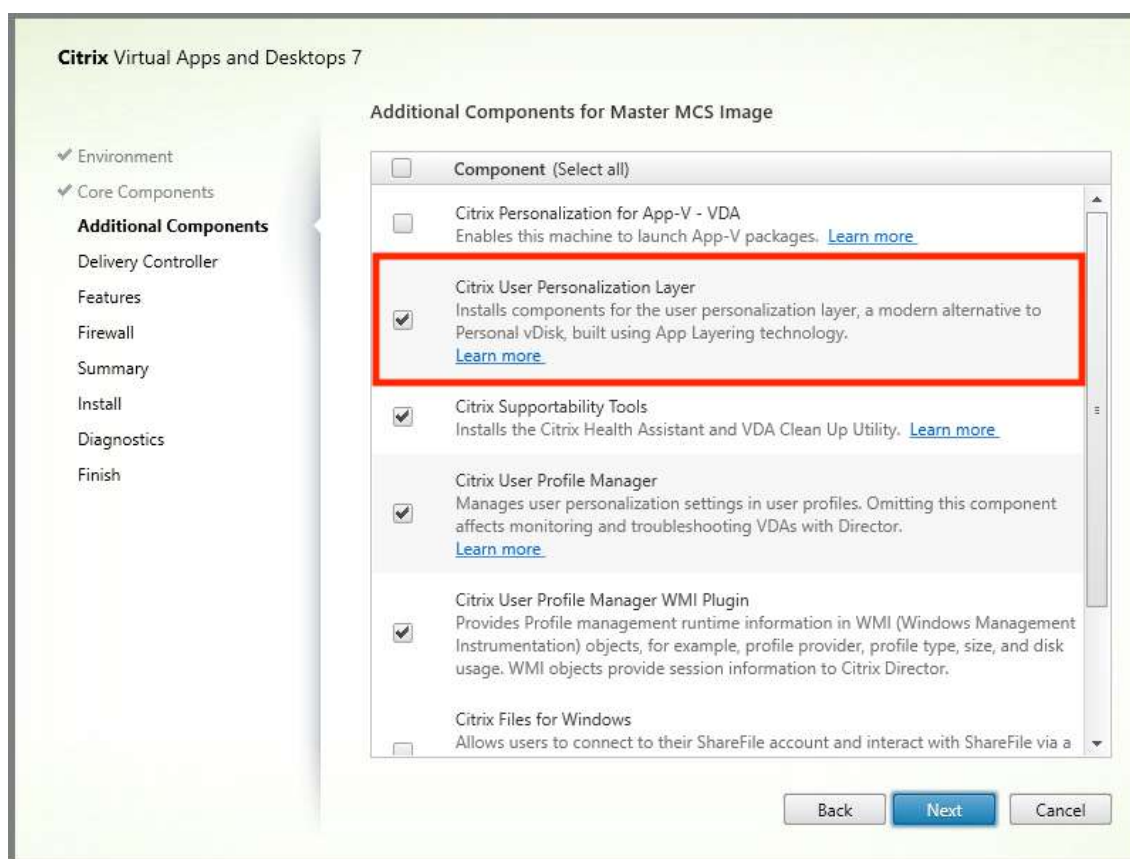 Citrix Virtual Apps and Desktops 7
Additional Components for Master MCS Image
Environment
Core Components
Additional Components
Delivery Controller
Features
Firewall
Summary
Install
Diagnostics
Finish
Component (Select all)
Citrix Personalization for App-V - VDA
Enables this machine to launch App-V packages. Learn more
Citrix User Personalization Layer
Installs components for the user personalization layer, a modern alternative to
Personal vDisk, built using App Layering technology.
Learn more
Citrix Supportability Tools
Installs the Citrix Health Assistant and VDA Clean Up Utility. Learn more
Citrix User Profile Manager
Manages user personalization settings in user profiles. Omitting this component
affects monitoring and troubleshooting VDAs with Director.
Learn more
Citrix User Profile Manager WMI Plugin
Provides Profile management runtime information in WMI (Windows Management
Instrumentation) objects, for example, profile provider, profile type, size, and disk
usage. WMI objects provide session information to Citrix Director.
Citrix Files for Windows
Allows users to connect to their ShareFile account and interact with ShareFile via a
Back
Next
Cancel